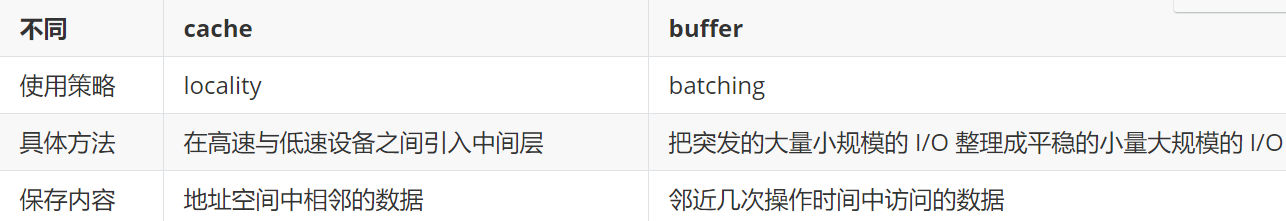 不同 cache buffer
使用策略 locality batching
具体方法 在高速与低速设备之间引入中间层 把突发的大量小规模的 I/O 整理成平稳的小量大规模的 I/O
保存内容 地址空间中相邻的数据 邻近几次操作时间中访问的数据